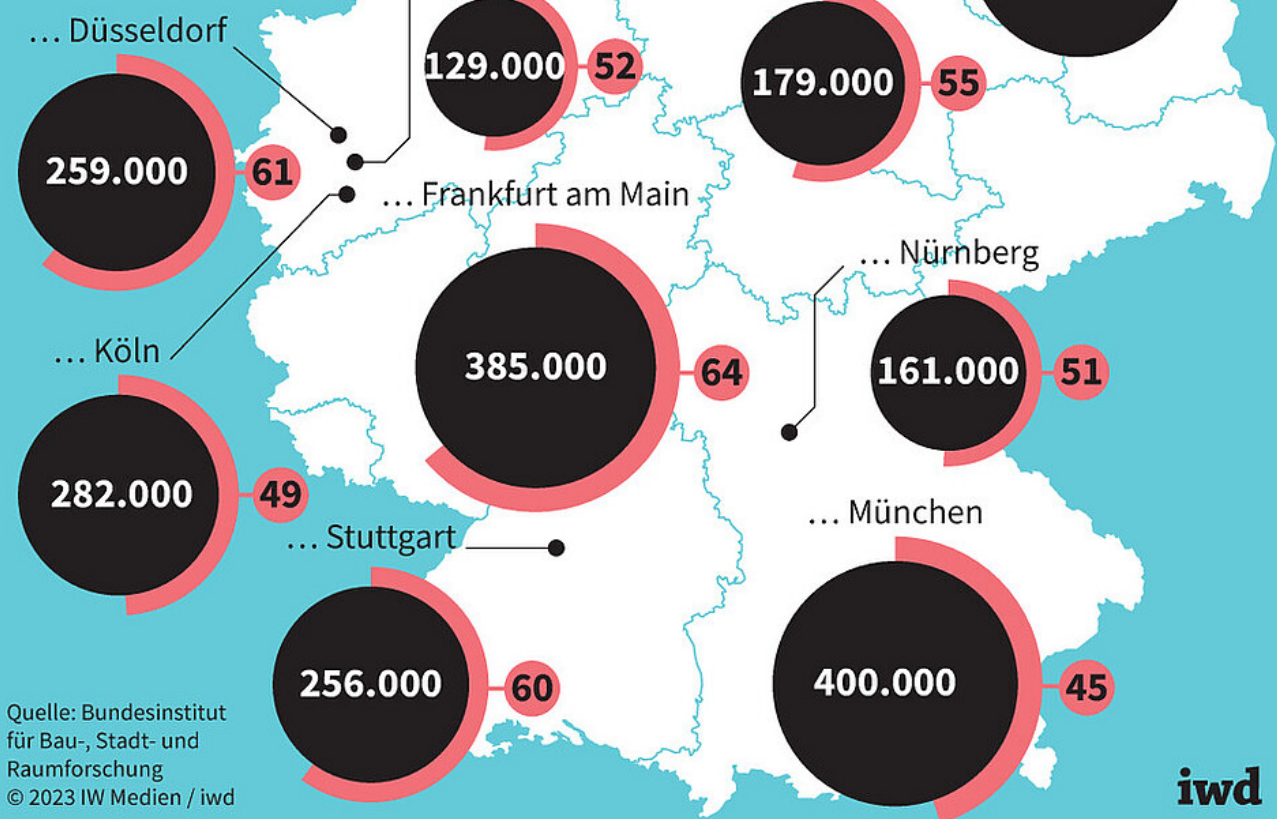 … Düsseldorf
129.000
52
179.000
55
259.000
61
… Frankfurt am Main
… Nürnberg
… Köln
385.000
64
161.000
51
282.000
49
… Stuttgart
… München
256.000
60
400.000
45
Quelle: Bundesinstitut
für Bau-, Stadt- und
Raumforschung
© 2023 IW Medien / iwd
iwd